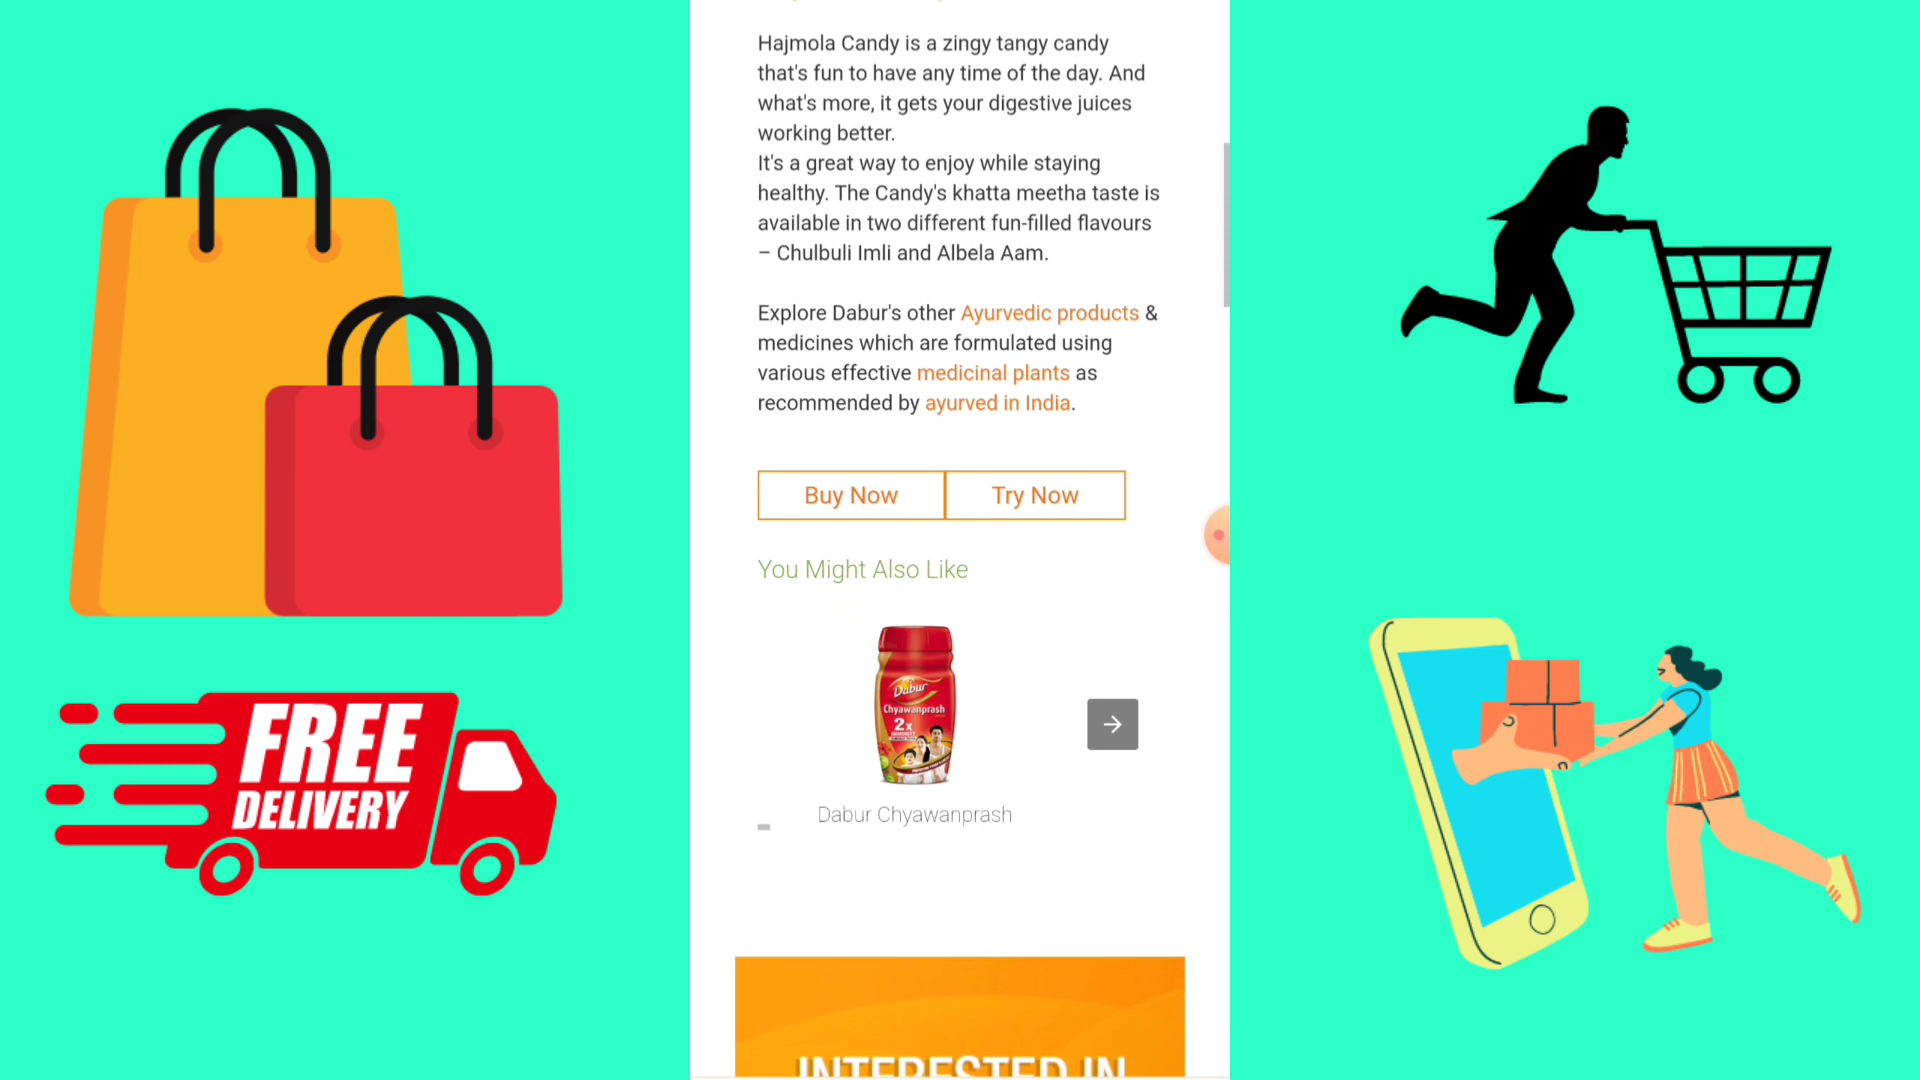 Hajmola Candy is a zingy tangy candy
that's fun to have any time of the day. And
what's more, it gets your digestive juices
working better.
It's a great way to enjoy while staying
healthy. The Candy's khatta meetha taste is
available in two different fun-filled flavours
– Chulbuli Imli and Albela Aam.
Explore Dabur's other Ayurvedic products &
medicines which are formulated using
various effective medicinal plants as
recommended by ayurved in India.
Buy Now
Try Now
You Might Also Like
Dabur
Chyawanprash
2x
Dabur Chyawanprash
INTERESTED IN
FREE
DELIVERY